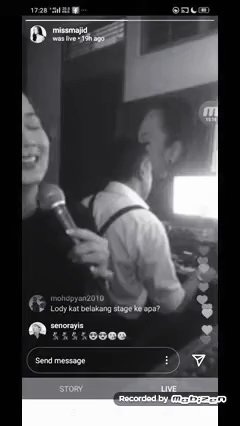 17:28
missmajid
was live • 19h ago
mohdpyan2010
Lody kat belakang stage ke apa?
senorayis
Send message
STORY
LIVE
Recorded by Mobizen